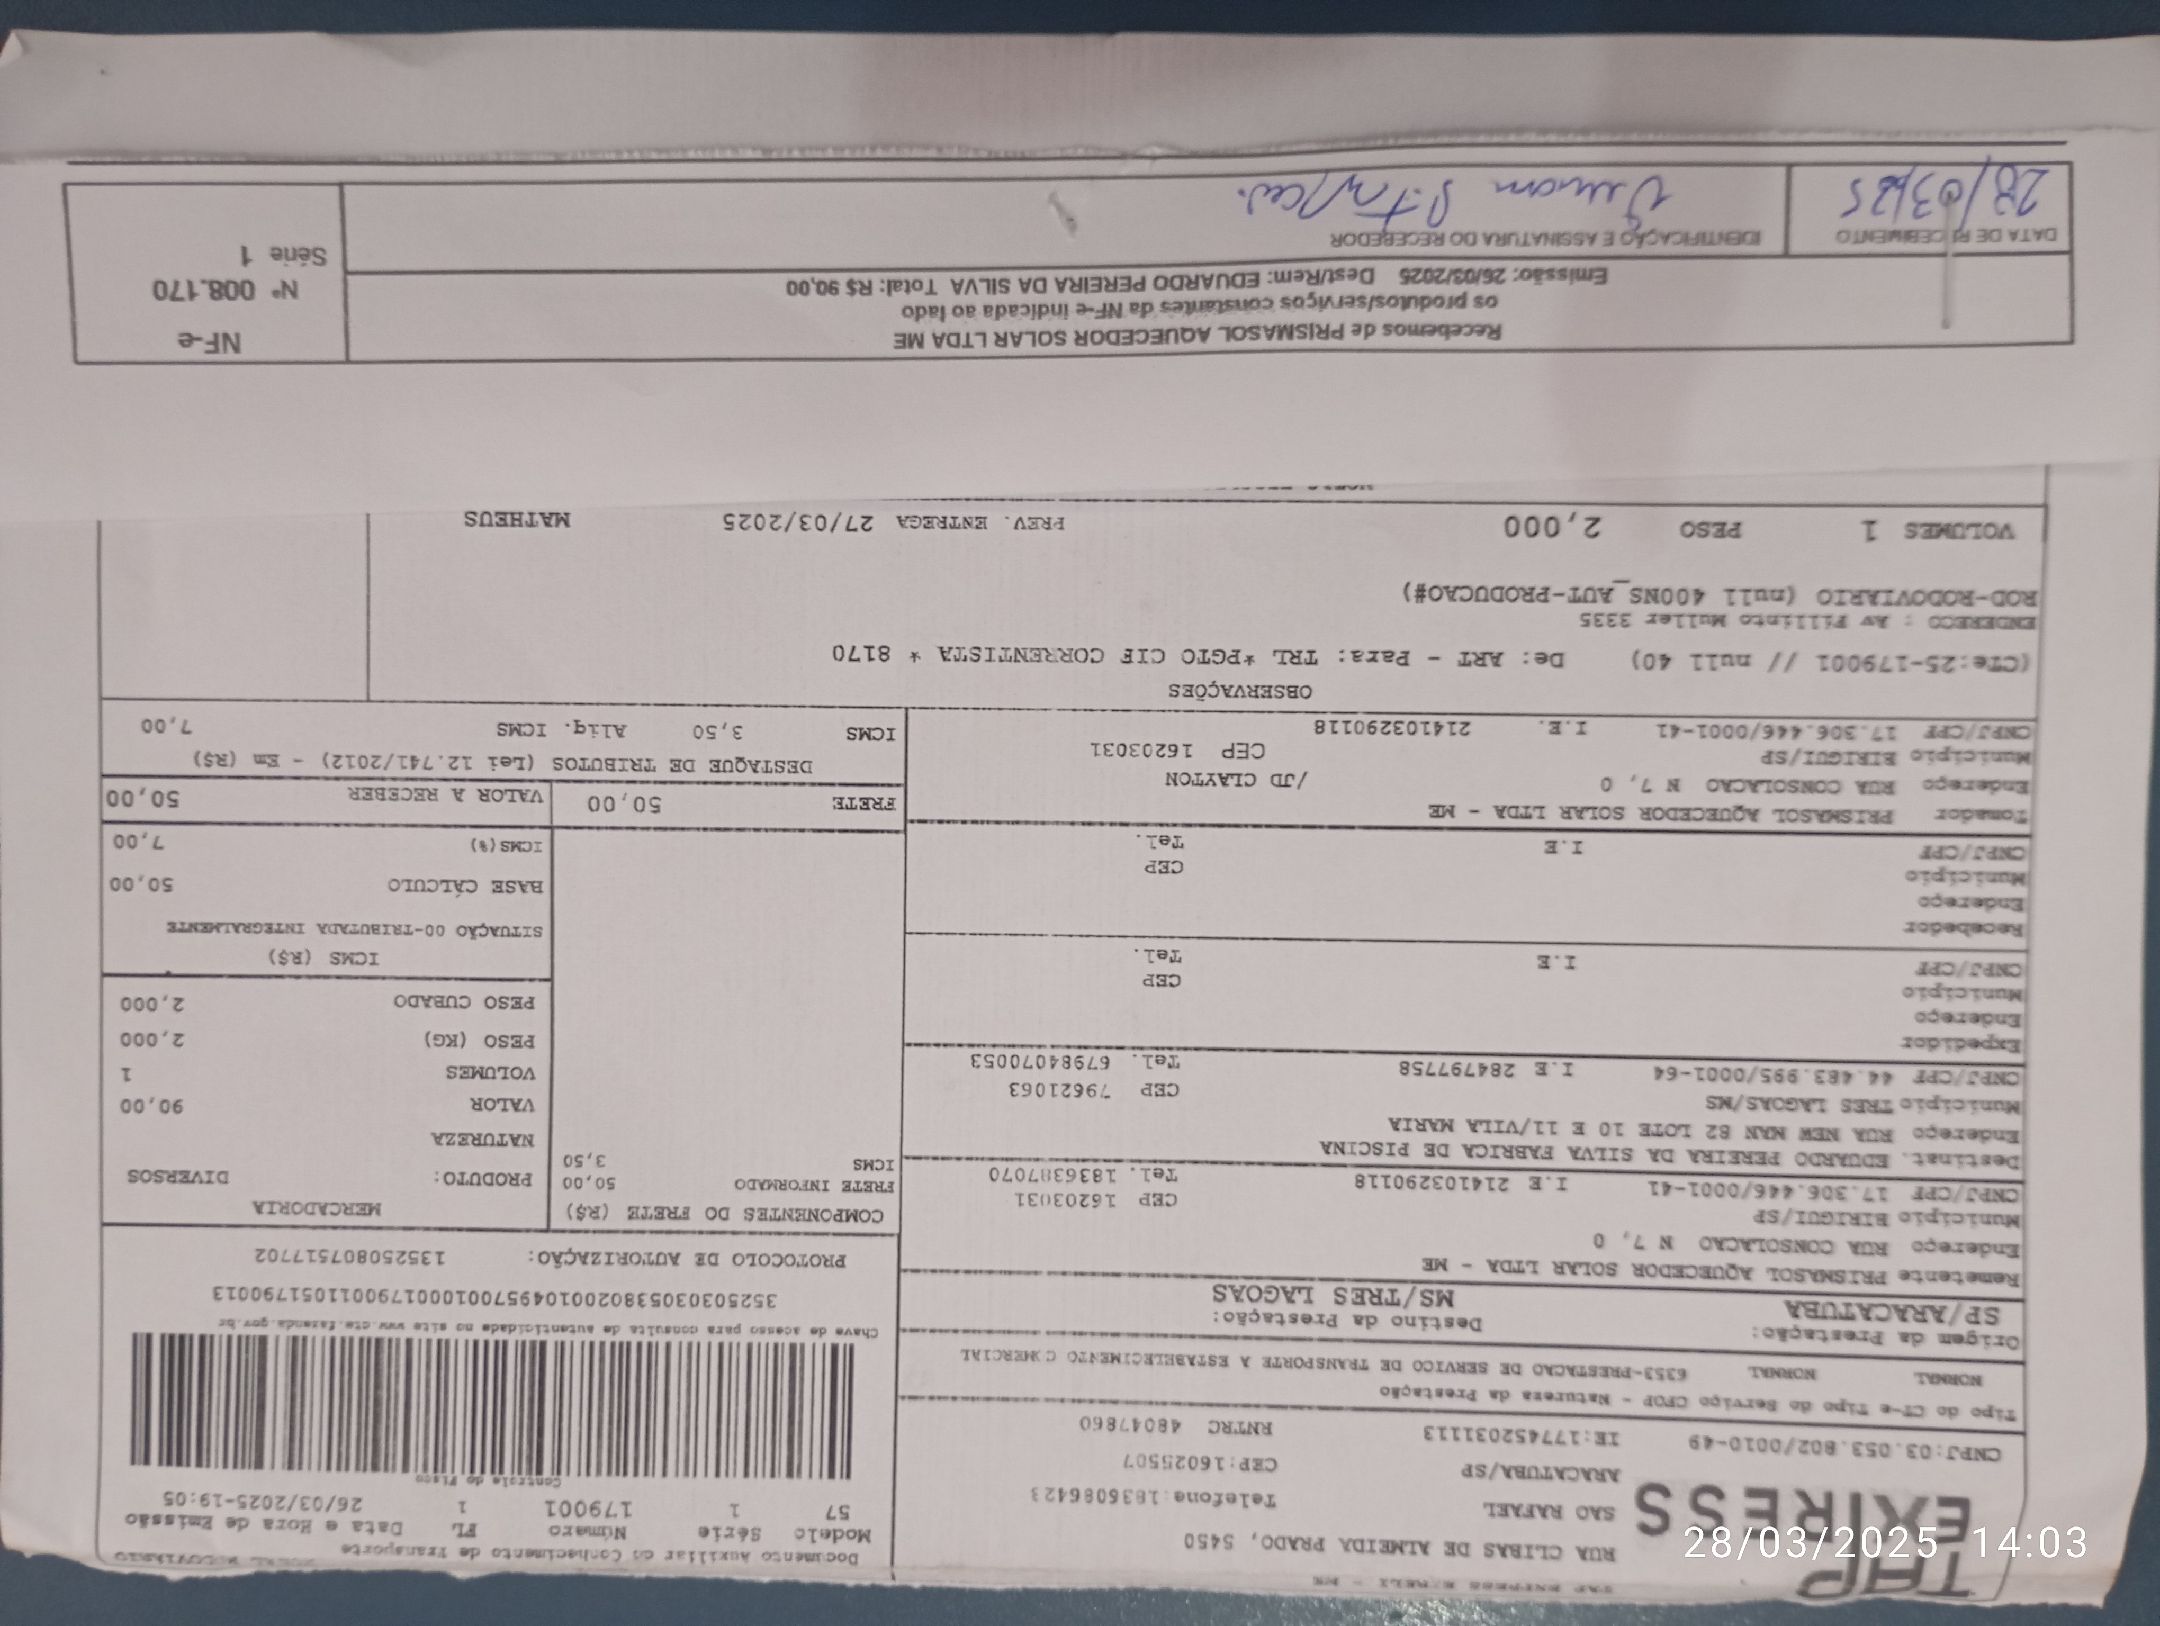 TAP
EXIRESS
RUA CLIBAS DE ALMEIDA PRADO, 5450
SAO RAFAEL Telefone:1836086423
ARACATUBA/SP CEP:16025507
CNPJ:03.053.802/0010-49 IE:177452031113 RNTRC 48047860
Tipo do CT-e Tipo do Serviço CFOP - Natureza da Prestação
NORMAL NORMAL 6353-PRESTACAO DE SERVICO DE TRANSPORTE A ESTABELECIMENTO COMERCIAL
Origem da Prestação: Destino da Prestação:
SP/ARACATUBA MS/TRES LAGOAS
Documento Auxiliar do Conhecimento de Transporte
Modelo Série Número FL Data e Hora de Emissão
57 1 179001 1 26/03/2025-19:05
Controle do Fisco
Chave de acesso para consulta de autenticidade no site www.cte.fazenda.gov.br
PROTOCOLO DE AUTORIZAÇÃO: 135250807517702
Remetente PRISMASOL AQUECEDOR SOLAR LTDA - ME
Endereço RUA CONSOLACAO N 7, 0
Município BIRIGUI/SP CEP 16203031
CNPJ/CPF 17.306.446/0001-41 I.E 214103290118 Tel. 1836387070
Destinat. EDUARDO PEREIRA DA SILVA FABRICA DE PISCINA
Endereço RUA NEW MAN 82 LOTE 10 E 11/VILA MARIA
Município TRES LAGOAS/MS CEP 79621063
CNPJ/CPF 44.483.995/0001-64 I.E 284797758 Tel. 67984070053
Expedidor
Endereço
Município CEP
CNPJ/CPF I.E Tel.
Recebedor
Endereço
Município CEP
CNPJ/CPF I.E Tel.
Tomador PRISMASOL AQUECEDOR SOLAR LTDA - ME
Endereço RUA CONSOLACAO N 7, 0 /JD CLAYTON
Município BIRIGUI/SP CEP 16203031
CNPJ/CPF 17.306.446/0001-41 I.E. 214103290118
COMPONENTES DO FRETE (R$)
FRETE INFORMADO 50,00
ICMS 3,50
MERCADORIA
PRODUTO: DIVERSOS
NATUREZA
VALOR 90,00
VOLUMES 1
PESO (KG) 2,000
PESO CUBADO 2,000
ICMS (R$)
SITUAÇÃO 00-TRIBUTADA INTEGRALMENTE
BASE CÁLCULO 50,00
ICMS(%) 7,00
FRETE 50,00 VALOR A RECEBER 50,00
DESTAQUE DE TRIBUTOS (Lei 12.741/2012) - Em (R$)
ICMS 3,50 Alíq. ICMS 7,00
OBSERVAÇÕES
(CTe:25-179001 // null 40) De: ART - Para: TRL *PGTO CIF CORRENTISTA * 8170
ENDERECO : Av Fillinto Muller 3335
ROD-RODOVIARIO (null 400NS_AUT-PRODUCAO#)
VOLUMES 1 PESO 2,000 PREV. ENTREGA 27/03/2025 MATHEUS
Recebemos de PRISMASOL AQUECEDOR SOLAR LTDA ME
os produtos/serviços constantes da NF-e indicada ao lado
Emissão: 26/03/2025 Dest/Rem: EDUARDO PEREIRA DA SILVA Total: R$ 90,00
DATA DE RECEBIMENTO IDENTIFICAÇÃO E ASSINATURA DO RECEBEDOR
28/03/25
NF-e
Nº 008.170
Série 1
28/03/2025 14:03